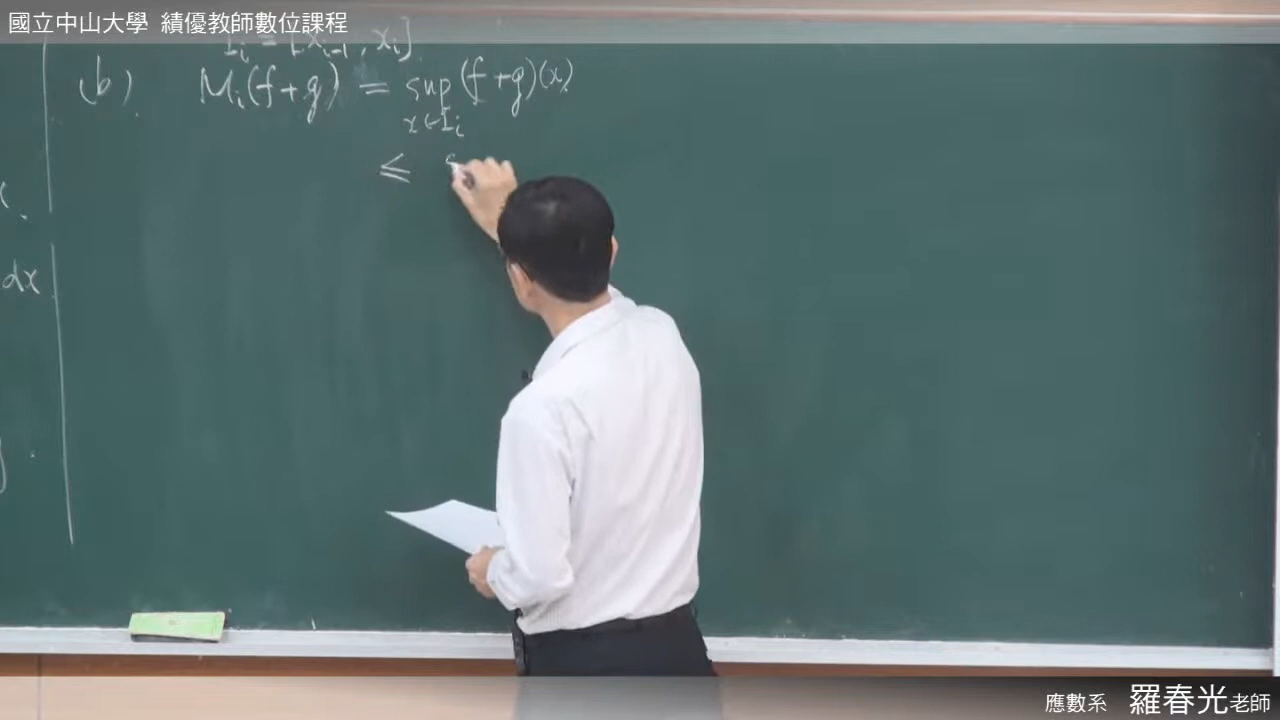 國立中山大學 績優教師數位課程
I_i = [x_{i-1}, x_i]
(b) M_i(f+g) = sup (f+g)(x)
x∈I_i
≤
dx
應數系 羅春光老師